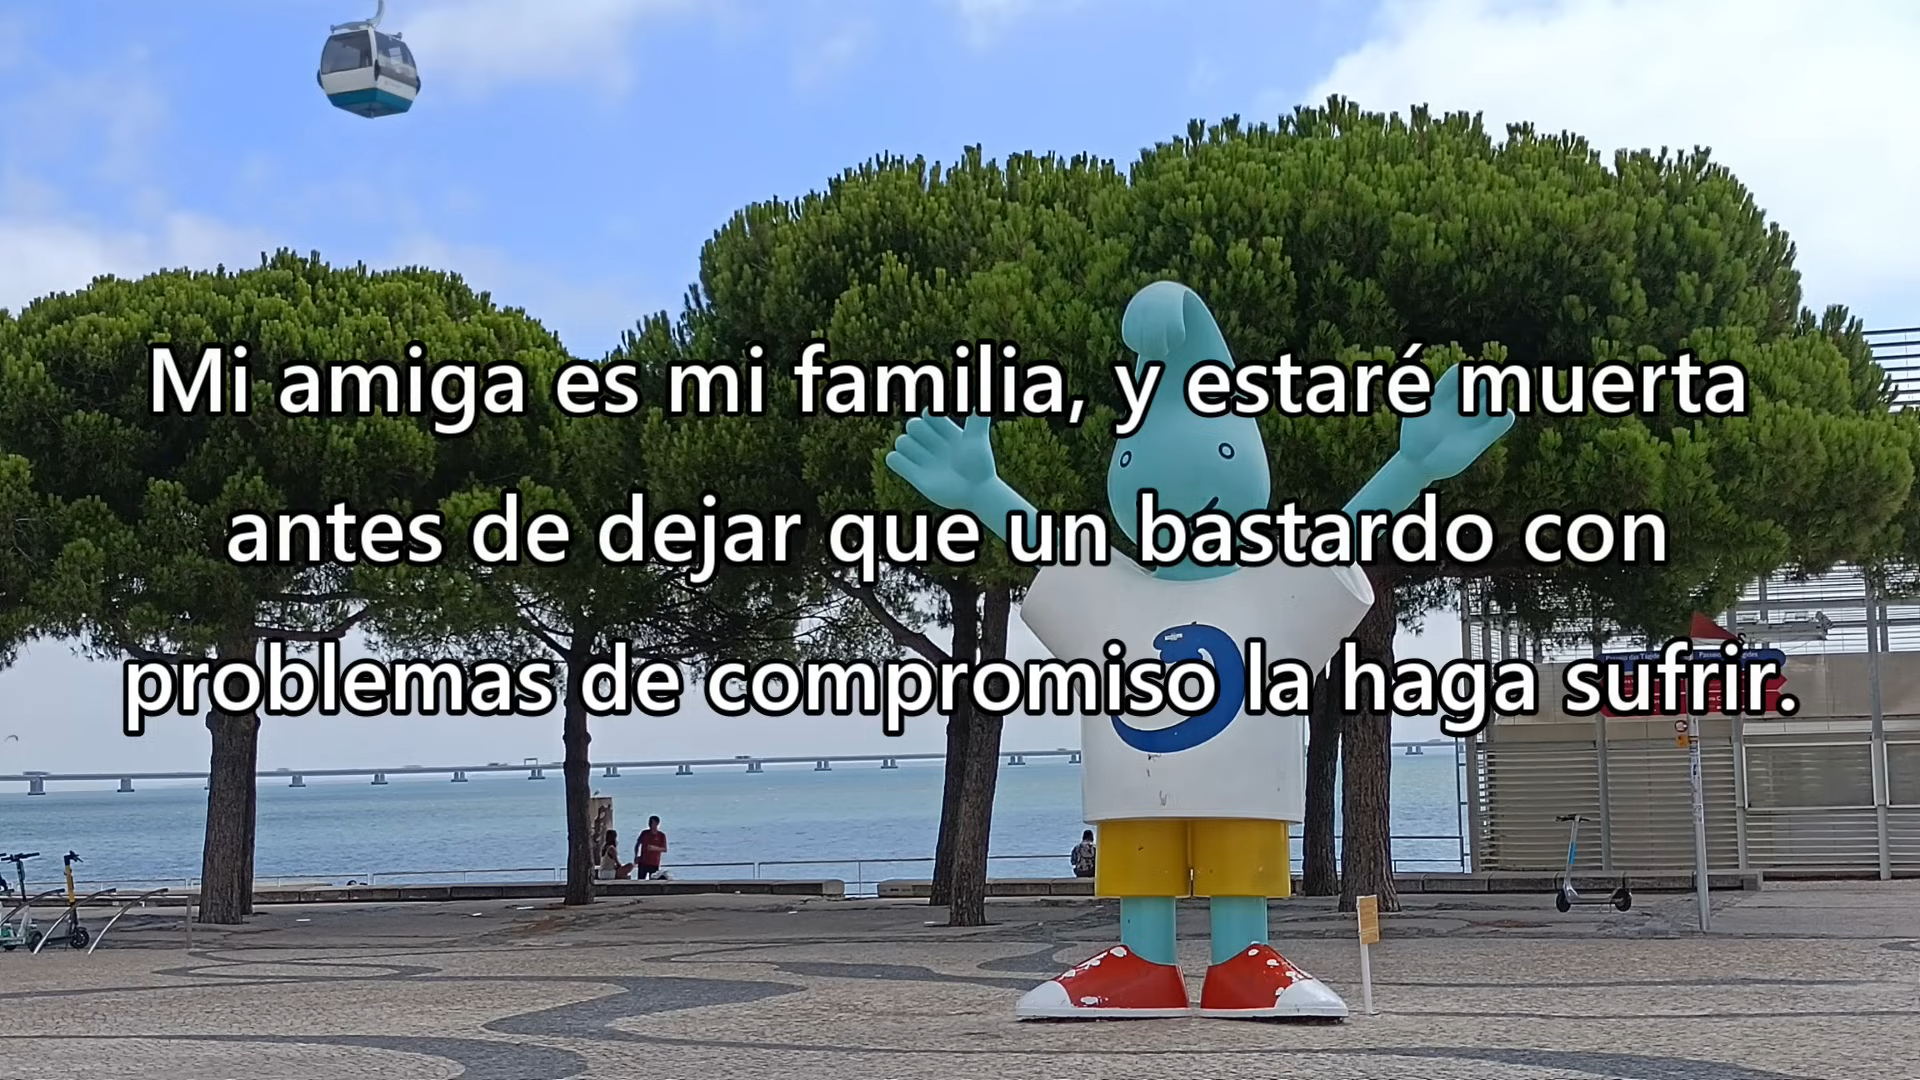 Mi amiga es mi familia, y estaré muerta
antes de dejar que un bastardo con
problemas de compromiso la haga sufrir.